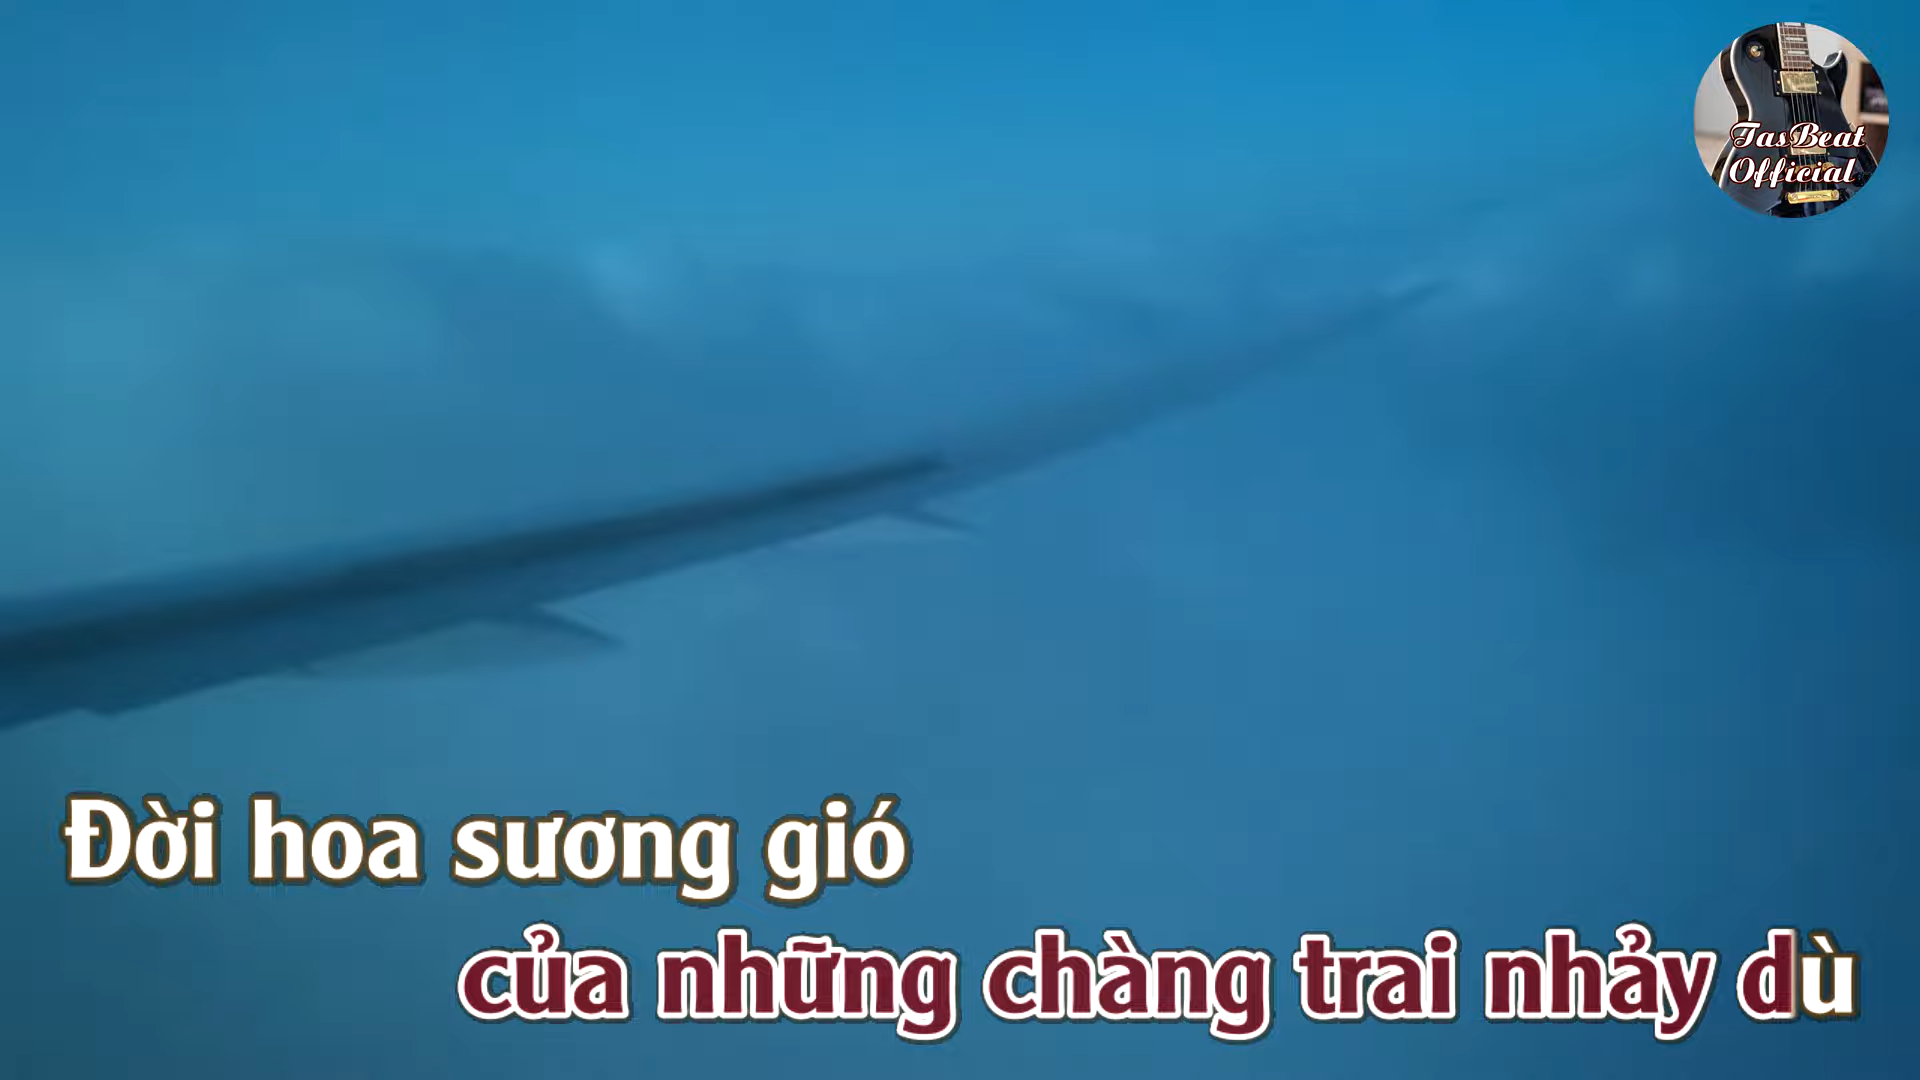 TasBeat
Official
Đời hoa sương gió
của những chàng trai nhảy dù